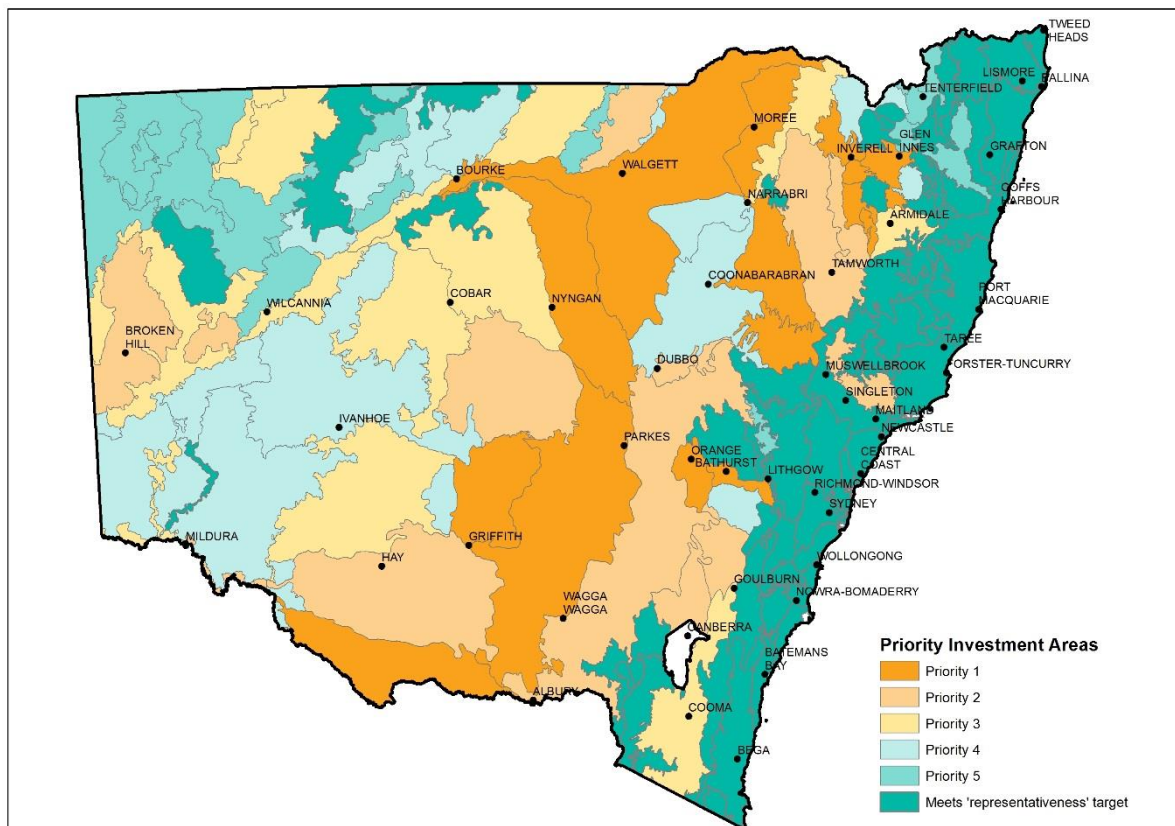 TWEED
HEADS
LISMORE
BALLINA
TENTERFIELD
MOREE
GLEN
INNES
INVERELL
GRAFTON
WALGETT
BOURKE
COFFS
HARBOUR
NARRABRI
ARMIDALE
TAMWORTH
COONABARABRAN
PORT
MACQUARIE
WILCANNIA
COBAR
NYNGAN
TAREE
BROKEN
HILL
DUBBO
MUSWELLBROOK
FORSTER-TUNCURRY
SINGLETON
MAITLAND
IVANHOE
NEWCASTLE
PARKES
ORANGE
BATHURST
CENTRAL
COAST
LITHGOW
RICHMOND-WINDSOR
SYDNEY
MILDURA
GRIFFITH
HAY
WOLLONGONG
GOULBURN
NOWRA-BOMADERRY
WAGGA
WAGGA
CANBERRA
BATEMANS
BAY
ALBURY
COOMA
BEGA
Priority Investment Areas
Priority 1
Priority 2
Priority 3
Priority 4
Priority 5
Meets 'representativeness' target